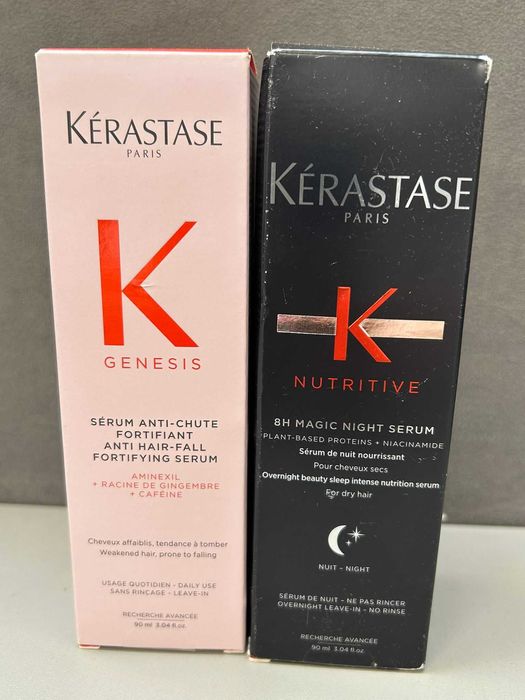 KÉRASTASE
PARIS
K
GENESIS
SÉRUM ANTI-CHUTE
FORTIFIANT
ANTI HAIR-FALL
FORTIFYING SERUM
AMINEXIL
+ RACINE DE GINGEMBRE
+ CAFÉINE
Cheveux affaiblis, tendance à tomber
Weakened hair, prone to falling
USAGE QUOTIDIEN - DAILY USE
SANS RINÇAGE - LEAVE-IN
RECHERCHE AVANCÉE
90 ml 3.04 fl.oz.
KÉRASTASE
PARIS
K
NUTRITIVE
8H MAGIC NIGHT SERUM
PLANT-BASED PROTEINS + NIACINAMIDE
Sérum de nuit nourrissant
Pour cheveux secs
Overnight beauty sleep intense nutrition serum
For dry hair
NUIT - NIGHT
SÉRUM DE NUIT - NE PAS RINCER
OVERNIGHT LEAVE-IN - NO RINSE
RECHERCHE AVANCÉE
90 ml 3.04 fl.oz.